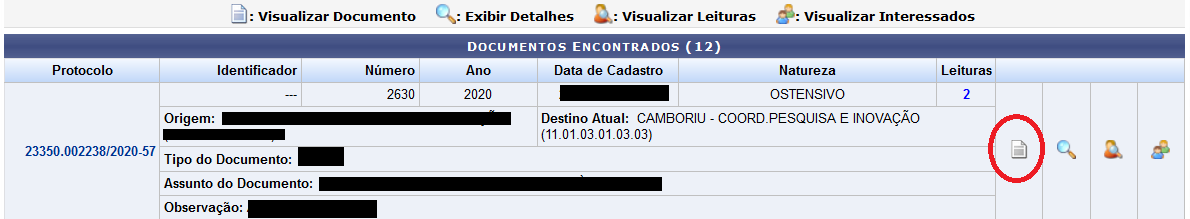 : Visualizar Documento : Exibir Detalhes : Visualizar Leituras : Visualizar Interessados
DOCUMENTOS ENCONTRADOS (12)
Protocolo Identificador Número Ano Data de Cadastro Natureza Leituras
--- 2630 2020 OSTENSIVO 2
Origem: Destino Atual: CAMBORIU - COORD.PESQUISA E INOVAÇÃO
(11.01.03.01.03.03)
23350.002238/2020-57
Tipo do Documento:
Assunto do Documento:
Observação: